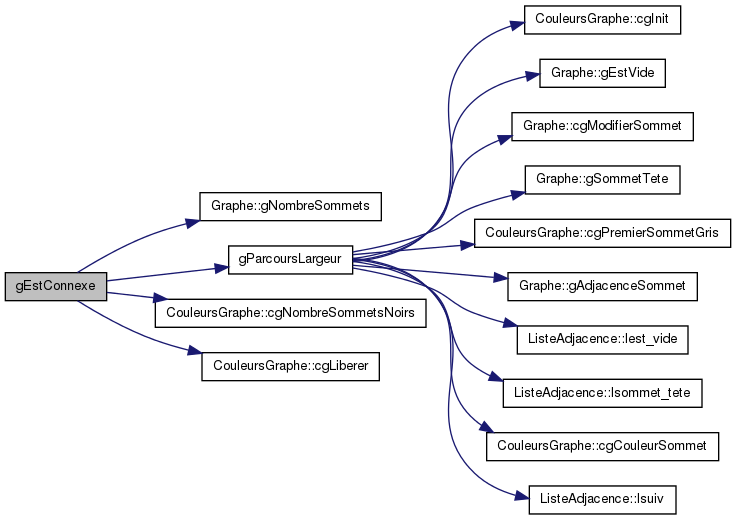 gEstConnexe
Graphe::gNombreSommets
gParcoursLargeur
CouleursGraphe::cgNombreSommetsNoirs
CouleursGraphe::cgLiberer
CouleursGraphe::cgInit
Graphe::gEstVide
Graphe::cgModifierSommet
Graphe::gSommetTete
CouleursGraphe::cgPremierSommetGris
Graphe::gAdjacenceSommet
ListeAdjacence::lest_vide
ListeAdjacence::lsommet_tete
CouleursGraphe::cgCouleurSommet
ListeAdjacence::lsuiv